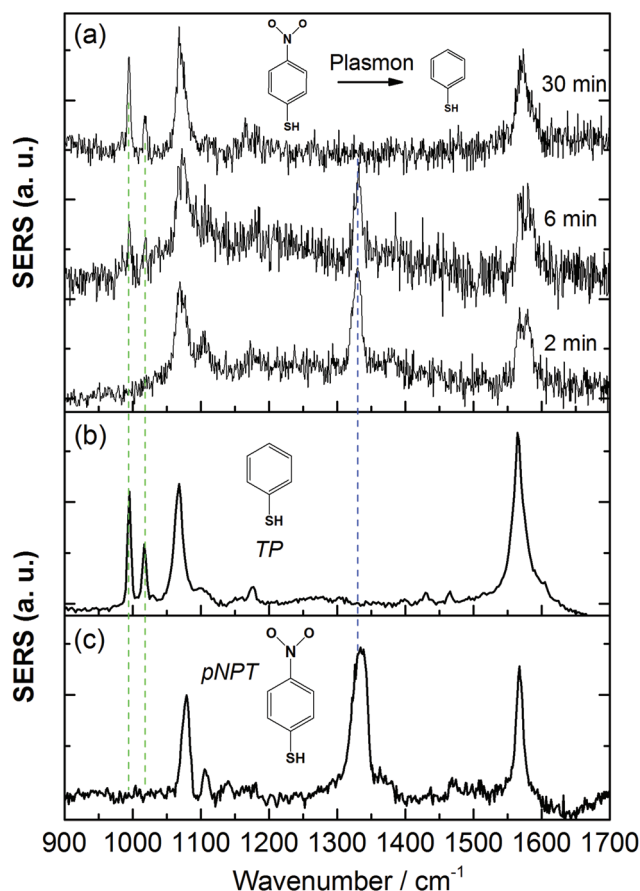 (a)
O O
N
Plasmon
SH
SH
30 min
6 min
2 min
SERS (a. u.)
(b)
SH
TP
(c)
O O
N
pNPT
SH
SERS (a. u.)
900 1000 1100 1200 1300 1400 1500 1600 1700
Wavenumber / cm-1